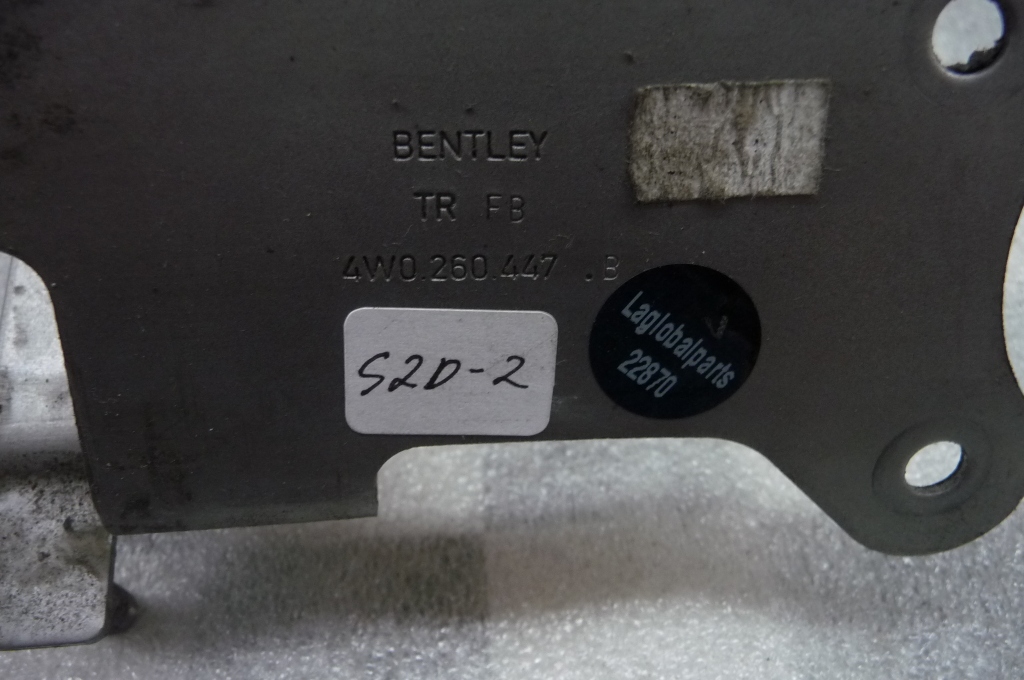 BENTLEY
TR FB
4W0.260.447 .B
S2D-2
Laglobalparts
22870